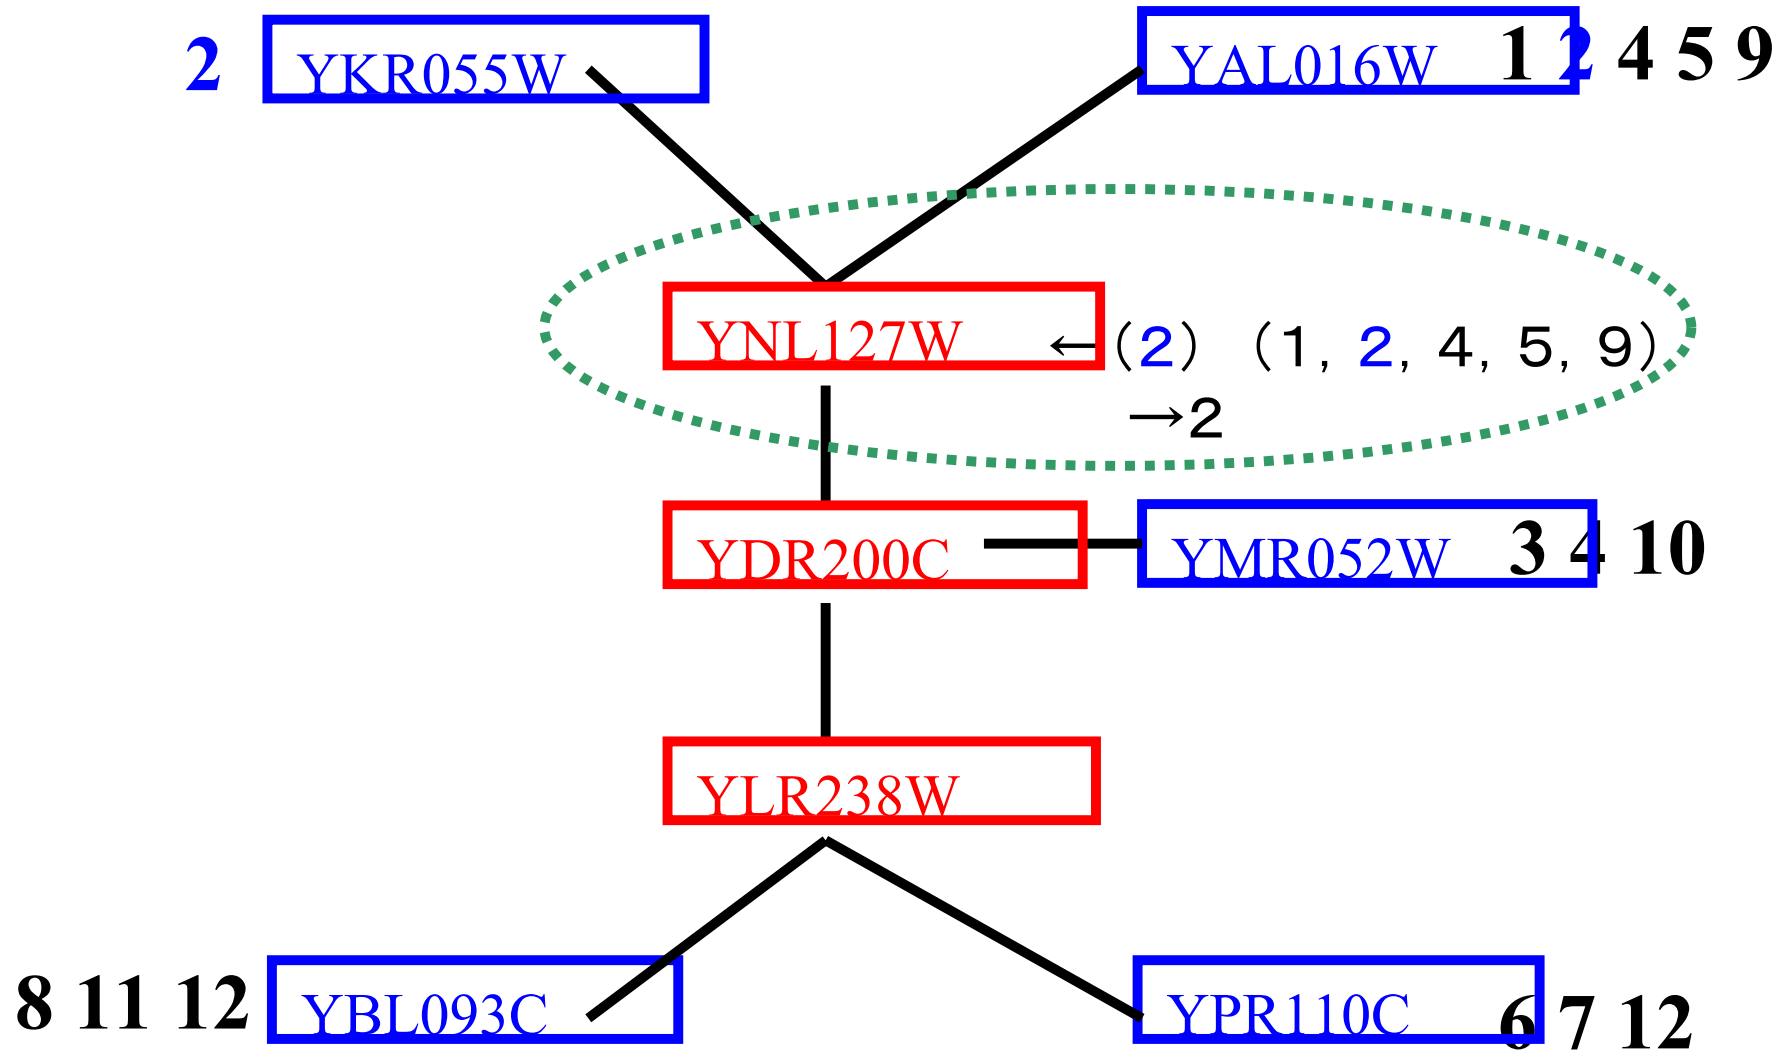 2 YKR055W YAL016W 1 2 4 5 9
YNL127W ←(2) (1, 2, 4, 5, 9)
→2
YDR200C YMR052W 3 4 10
YLR238W
8 11 12 YBL093C YPR110C 6 7 12